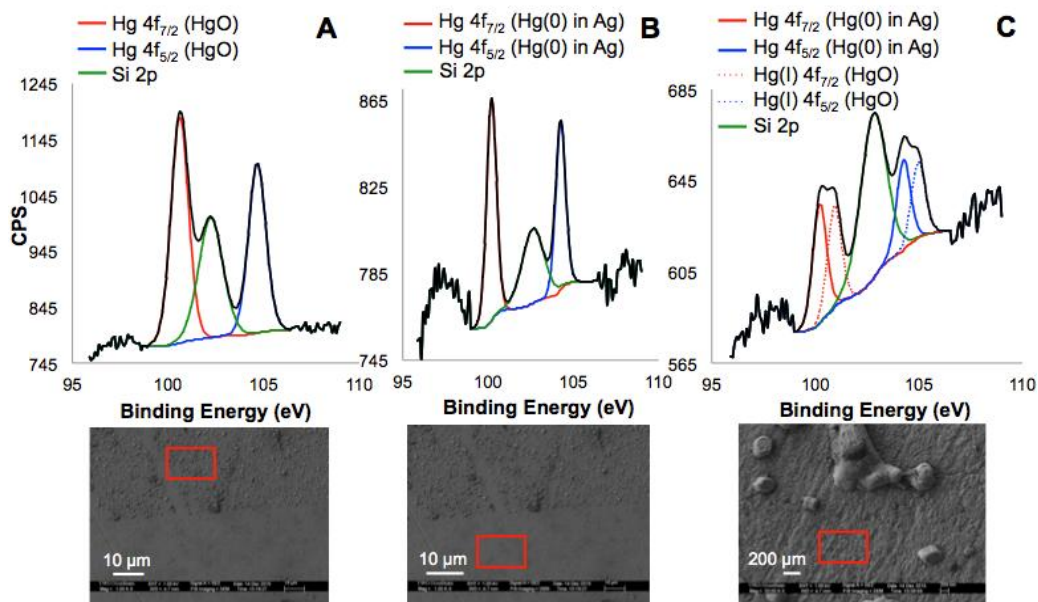 Hg 4f7/2 (HgO)
Hg 4f5/2 (HgO)
Si 2p
A
CPS
1245
1145
1045
945
845
745
95
100
105
110
Binding Energy (eV)
10 µm
Hg 4f7/2 (Hg(0) in Ag)
Hg 4f5/2 (Hg(0) in Ag)
Si 2p
B
865
825
785
745
95
100
105
110
Binding Energy (eV)
10 µm
Hg 4f7/2 (Hg(0) in Ag)
Hg 4f5/2 (Hg(0) in Ag)
Hg(I) 4f7/2 (HgO)
Hg(I) 4f5/2 (HgO)
Si 2p
C
685
645
605
565
95
100
105
110
Binding Energy (eV)
200 µm